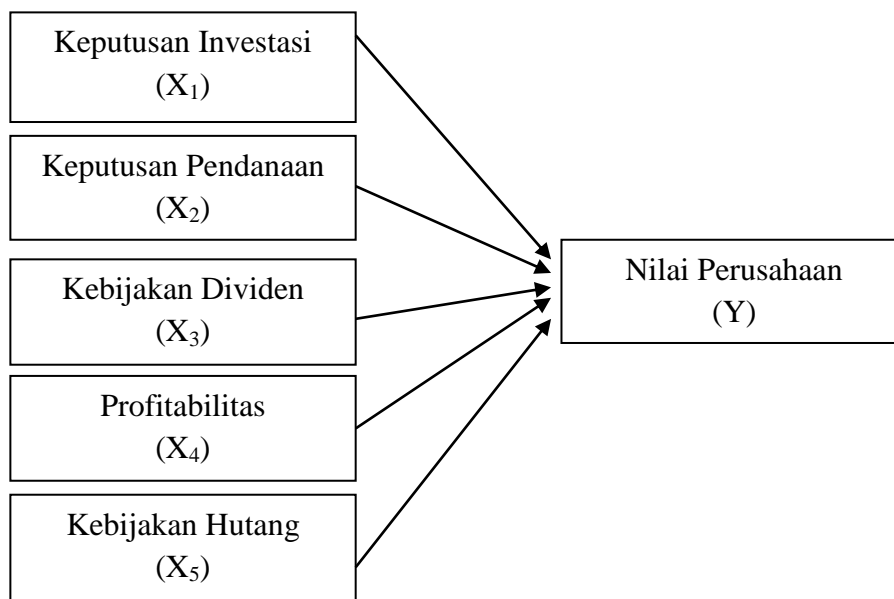 Keputusan Investasi
(X₁)
Keputusan Pendanaan
(X₂)
Kebijakan Dividen
(X₃)
Profitabilitas
(X₄)
Kebijakan Hutang
(X₅)
Nilai Perusahaan
(Y)